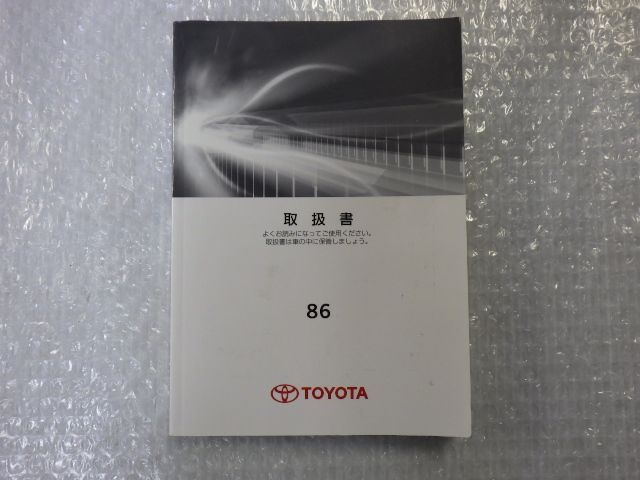 取扱書
よくお読みになってご使用ください。
取扱書は車の中に保管しましょう。
86
TOYOTA